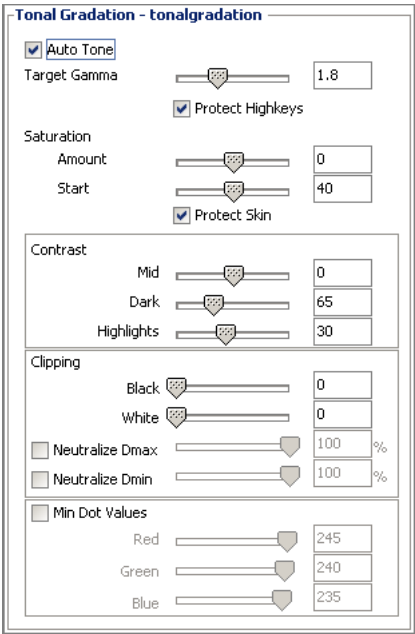 Tonal Gradation - tonalgradation
Auto Tone
Target Gamma 1.8
Protect Highkeys
Saturation
Amount 0
Start 40
Protect Skin
Contrast
Mid 0
Dark 65
Highlights 30
Clipping
Black 0
White 0
Neutralize Dmax 100 %
Neutralize Dmin 100 %
Min Dot Values
Red 245
Green 240
Blue 235